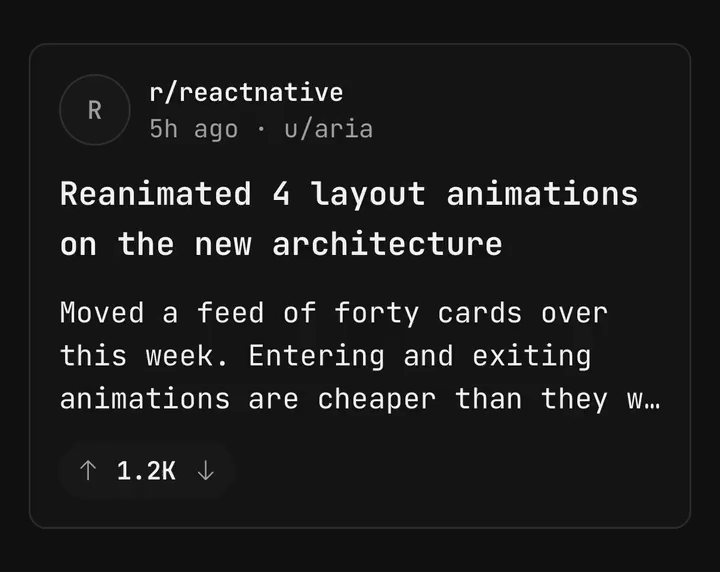 R
r/reactnative
5h ago · u/aria
Reanimated 4 layout animations
on the new architecture
Moved a feed of forty cards over
this week. Entering and exiting
animations are cheaper than they w…
↑ 1.2K ↓